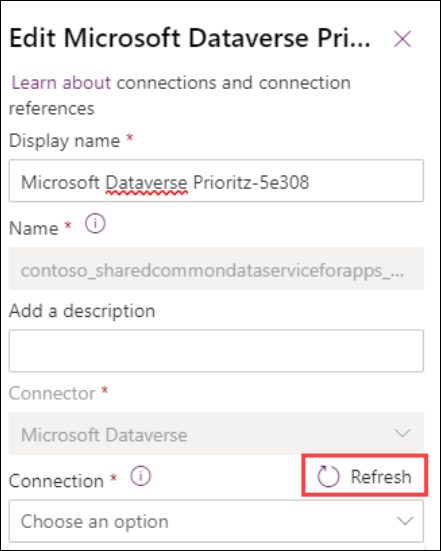 Edit Microsoft Dataverse Pri...
Learn about connections and connection
references
Display name *
Microsoft Dataverse Prioritz-5e308
Name *
contoso_sharedcommondataserviceforapps_...
Add a description
Connector *
Microsoft Dataverse
Connection *
Refresh
Choose an option